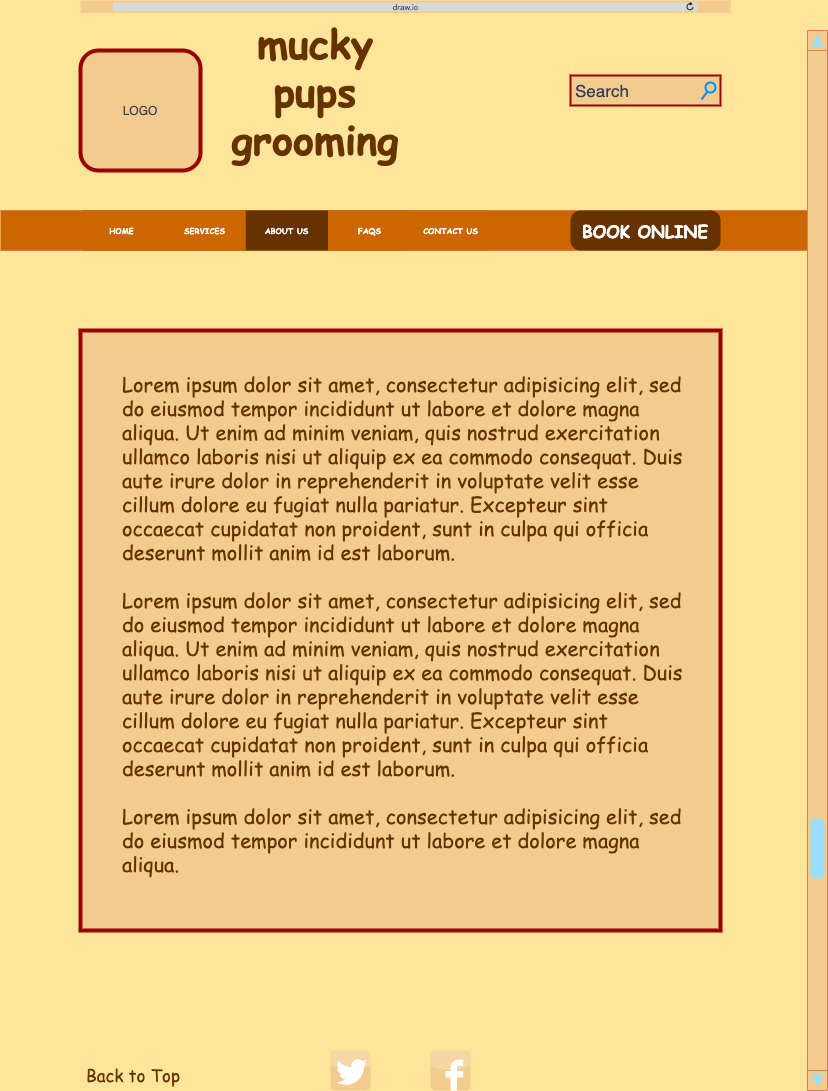 draw.io
mucky
pups
grooming
LOGO
Search
HOME
SERVICES
ABOUT US
FAQS
CONTACT US
BOOK ONLINE
Lorem ipsum dolor sit amet, consectetur adipisicing elit, sed
do eiusmod tempor incididunt ut labore et dolore magna
aliqua. Ut enim ad minim veniam, quis nostrud exercitation
ullamco laboris nisi ut aliquip ex ea commodo consequat. Duis
aute irure dolor in reprehenderit in voluptate velit esse
cillum dolore eu fugiat nulla pariatur. Excepteur sint
occaecat cupidatat non proident, sunt in culpa qui officia
deserunt mollit anim id est laborum.
Lorem ipsum dolor sit amet, consectetur adipisicing elit, sed
do eiusmod tempor incididunt ut labore et dolore magna
aliqua. Ut enim ad minim veniam, quis nostrud exercitation
ullamco laboris nisi ut aliquip ex ea commodo consequat. Duis
aute irure dolor in reprehenderit in voluptate velit esse
cillum dolore eu fugiat nulla pariatur. Excepteur sint
occaecat cupidatat non proident, sunt in culpa qui officia
deserunt mollit anim id est laborum.
Lorem ipsum dolor sit amet, consectetur adipisicing elit, sed
do eiusmod tempor incididunt ut labore et dolore magna
aliqua.
Back to Top